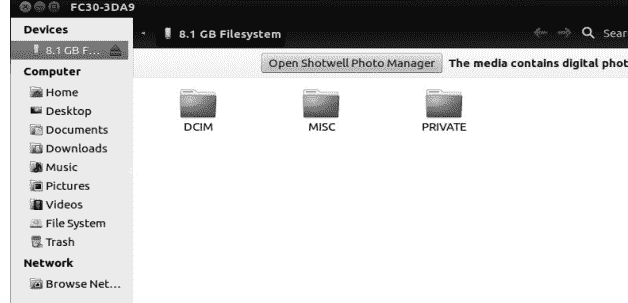 FC30-3DA9
Devices
8.1 GB F...
Computer
Home
Desktop
Documents
Downloads
Music
Pictures
Videos
File System
Trash
Network
Browse Net...
8.1 GB Filesystem
Sear
Open Shotwell Photo Manager The media contains digital phot
DCIM MISC PRIVATE